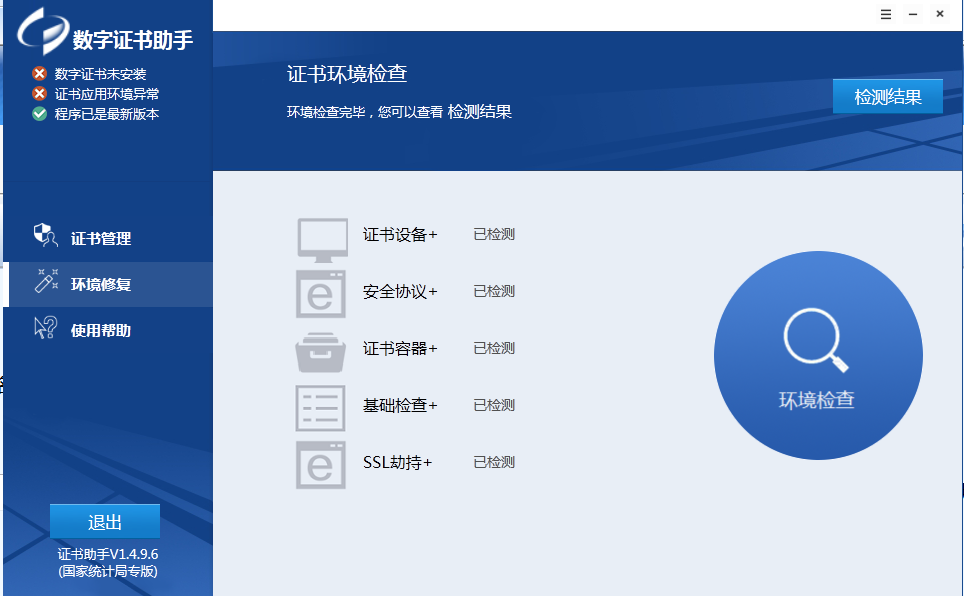 数字证书助手
数字证书未安装
证书应用环境异常
程序已是最新版本
证书管理
环境修复
使用帮助
退出
证书助手V1.4.9.6
(国家统计局专版)
证书环境检查
环境检查完毕，您可以查看 检测结果
检测结果
证书设备+ 已检测
安全协议+ 已检测
证书容器+ 已检测
基础检查+ 已检测
SSL劫持+ 已检测
环境检查